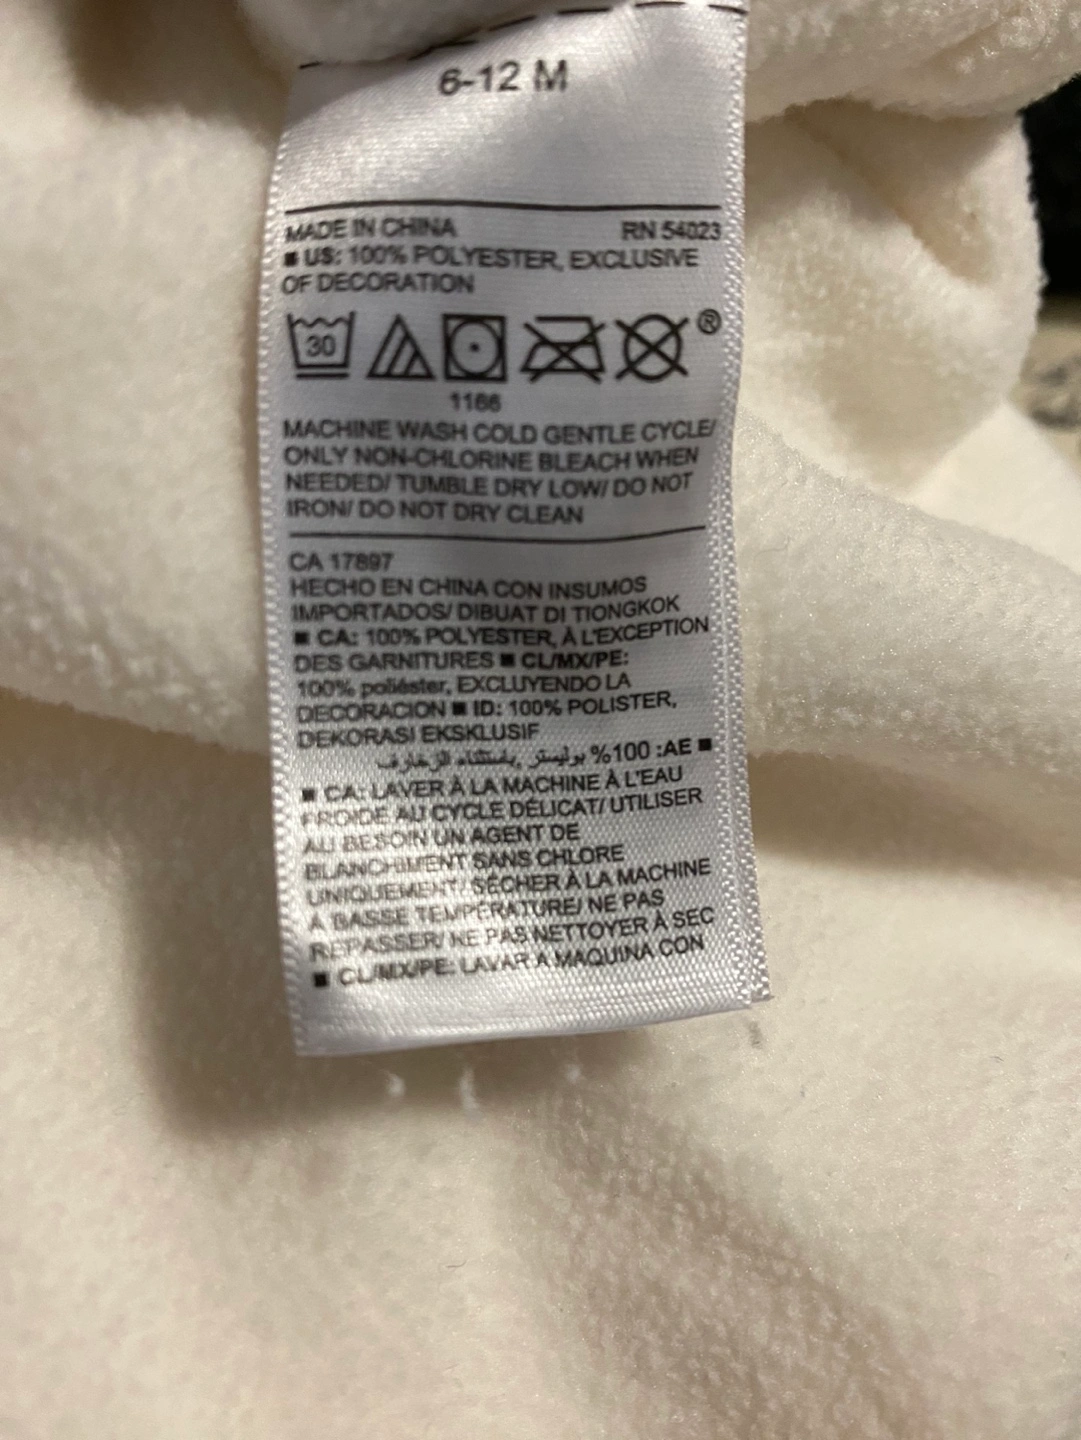 6-12 M
MADE IN CHINA RN 54023
■ US: 100% POLYESTER, EXCLUSIVE
OF DECORATION
30 ®
1166
MACHINE WASH COLD GENTLE CYCLE/
ONLY NON-CHLORINE BLEACH WHEN
NEEDED/ TUMBLE DRY LOW/ DO NOT
IRON/ DO NOT DRY CLEAN
CA 17897
HECHO EN CHINA CON INSUMOS
IMPORTADOS/ DIBUAT DI TIONGKOK
■ CA: 100% POLYESTER, À L'EXCEPTION
DES GARNITURES ■ CL/MX/PE:
100% poliéster, EXCLUYENDO LA
DECORACION ■ ID: 100% POLISTER,
DEKORASI EKSKLUSIF
■ AE: 100% بوليستر ,باستثناء الزخارف
■ CA: LAVER À LA MACHINE À L'EAU
FROIDE AU CYCLE DÉLICAT/ UTILISER
AU BESOIN UN AGENT DE
BLANCHIMENT SANS CHLORE
UNIQUEMENT/ SÉCHER À LA MACHINE
À BASSE TEMPÉRATURE/ NE PAS
REPASSER/ NE PAS NETTOYER À SEC
■ CL/MX/PE: LAVAR A MAQUINA CON